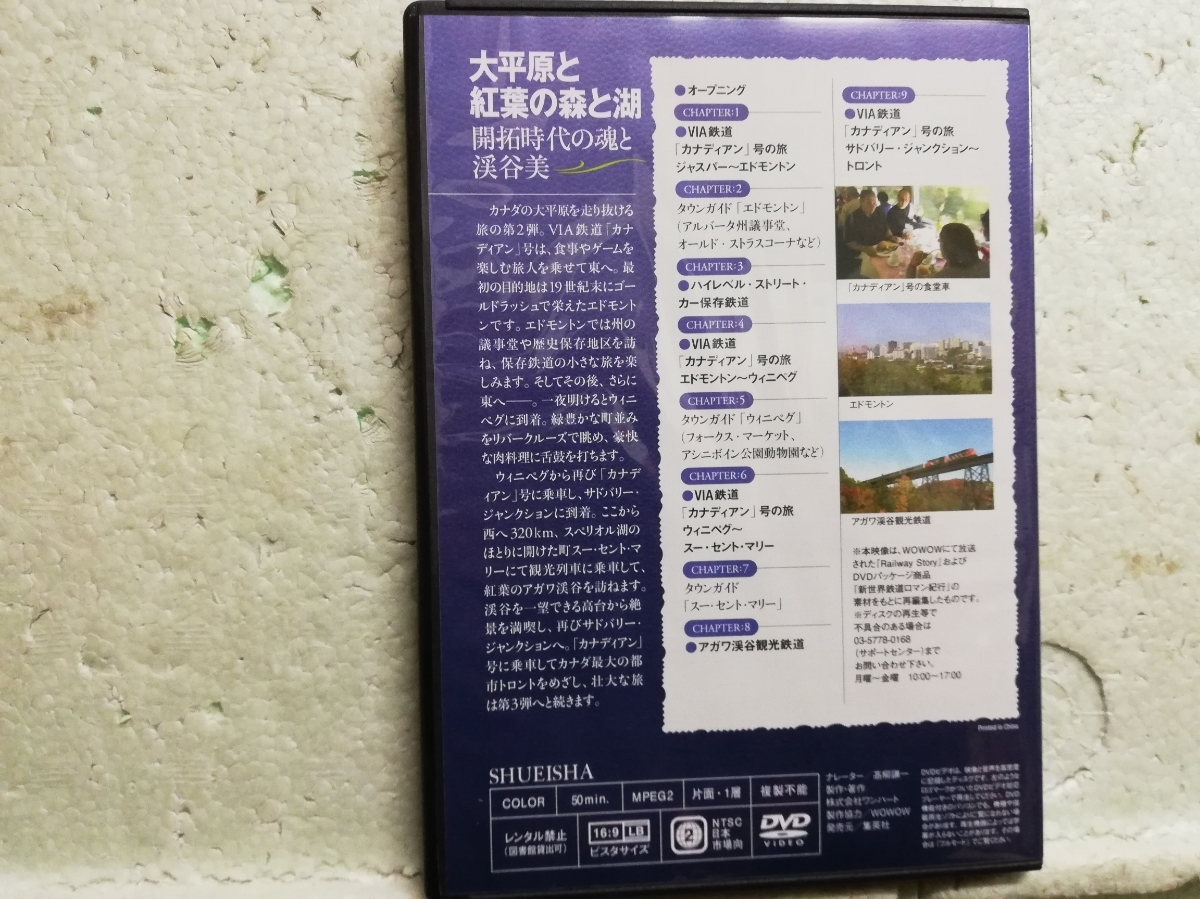 大平原と
紅葉の森と湖
開拓時代の魂と
渓谷美
カナダの大平原を走り抜ける
旅の第2弾。VIA鉄道「カナ
ディアン」号は、食事やゲームを
楽しむ旅人を乗せて東へ。最
初の目的地は19世紀末にゴー
ルドラッシュで栄えたエドモント
ンです。エドモントンでは州の
議事堂や歴史保存地区を訪
ね、保存鉄道の小さな旅を楽
しみます。そしてその後、さらに
東へ――。一夜明けるとウィニ
ペグに到着。緑豊かな町並み
をリバークルーズで眺め、豪快
な肉料理に舌鼓を打ちます。
ウィニペグから再び「カナデ
ィアン」号に乗車し、サドバリー・
ジャンクションに到着。ここから
西へ320km、スペリオル湖の
ほとりに開けた町スー・セント・マ
リーにて観光列車に乗車して、
紅葉のアガワ渓谷を訪ねます。
渓谷を一望できる高台から絶
景を満喫し、再びサドバリー・
ジャンクションへ。「カナディアン」
号に乗車してカナダ最大の都
市トロントをめざし、壮大な旅
は第3弾へと続きます。
●オープニング
CHAPTER:1
●VIA鉄道
「カナディアン」号の旅
ジャスパー〜エドモントン
CHAPTER:2
タウンガイド「エドモントン」
(アルバータ州議事堂、
オールド・ストラスコーナなど)
CHAPTER:3
●ハイレベル・ストリート・
カー保存鉄道
CHAPTER:4
●VIA鉄道
「カナディアン」号の旅
エドモントン〜ウィニペグ
CHAPTER:5
タウンガイド「ウィニペグ」
(フォークス・マーケット、
アシニボイン公園動物園など)
CHAPTER:6
●VIA鉄道
「カナディアン」号の旅
ウィニペグ〜
スー・セント・マリー
CHAPTER:7
タウンガイド
「スー・セント・マリー」
CHAPTER:8
●アガワ渓谷観光鉄道
CHAPTER:9
●VIA鉄道
「カナディアン」号の旅
サドバリー・ジャンクション〜
トロント
「カナディアン」号の食堂車
エドモントン
アガワ渓谷観光鉄道
※本映像は、WOWOWにて放送
された「Railway Story」および
DVDパッケージ商品
「新世界鉄道ロマン紀行」の
素材をもとに再編集したものです。
※ディスクの再生等で
不具合のある場合は
03-5778-0168
(サポートセンター)まで
お問い合わせ下さい。
月曜〜金曜 10:00〜17:00
Printed in China
SHUEISHA
COLOR
50min.
MPEG2
片面・1層
複製不能
レンタル禁止
(図書館貸出可)
16:9 LB
ビスタサイズ
2
NTSC
日本
市場向
DVD
VIDEO
ナレーター 高柳謙一
製作・著作
株式会社ワンハート
製作協力/WOWOW
発売元/集英社